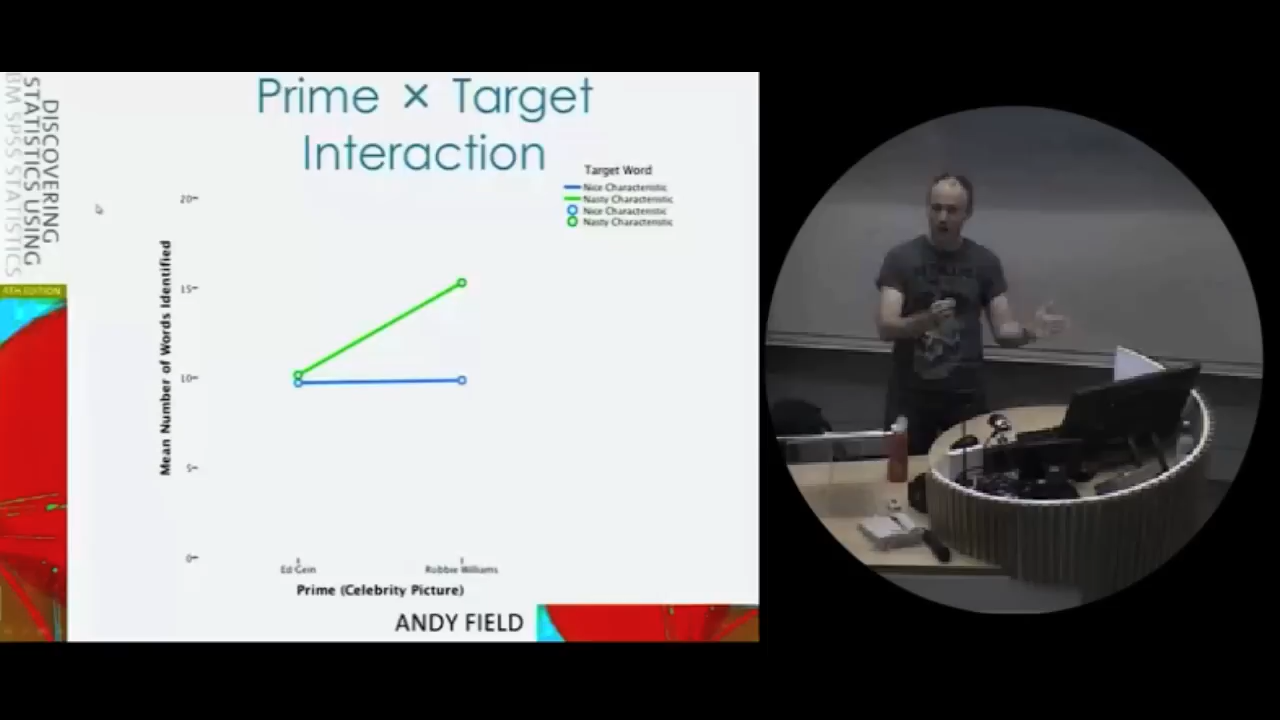 DISCOVERING
STATISTICS USING
IBM SPSS STATISTICS
4TH EDITION
Prime × Target
Interaction
Target Word
Nice Characteristic
Nasty Characteristic
Nice Characteristic
Nasty Characteristic
Mean Number of Words Identified
20
15
10
5
0
Ed Gein
Robbie Williams
Prime (Celebrity Picture)
ANDY FIELD